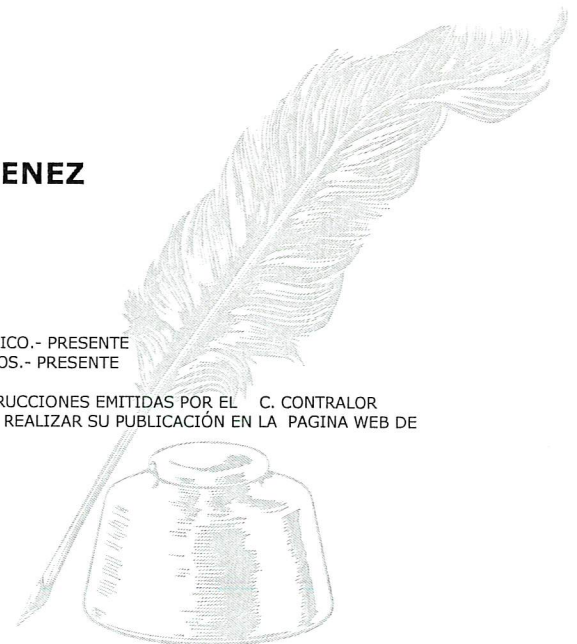 ENEZ
ICO.- PRESENTE
OS.- PRESENTE
RUCCIONES EMITIDAS POR EL C. CONTRALOR
REALIZAR SU PUBLICACIÓN EN LA PAGINA WEB DE